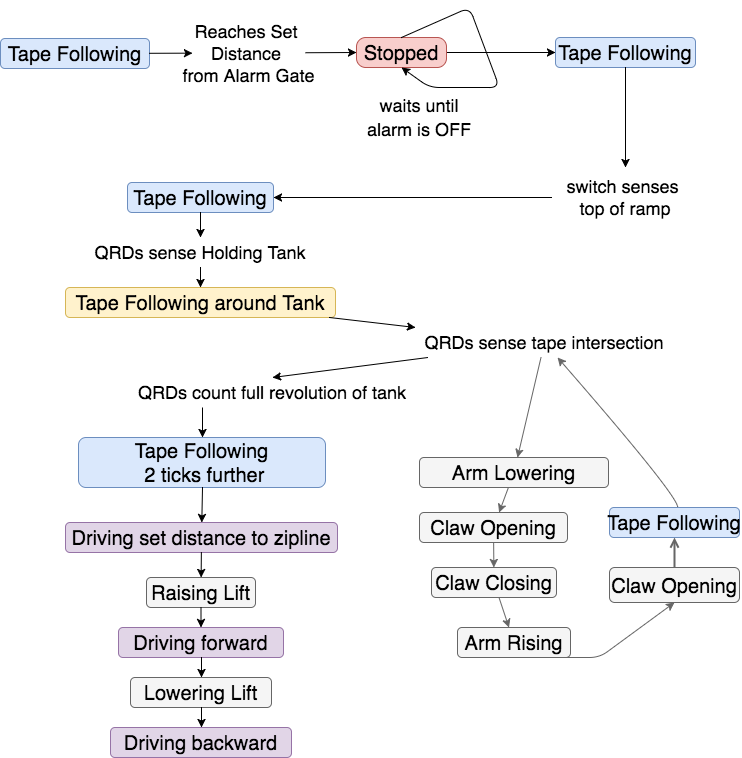 Tape Following
Reaches Set
Distance
from Alarm Gate
Stopped
waits until
alarm is OFF
Tape Following
switch senses
top of ramp
Tape Following
QRDs sense Holding Tank
Tape Following around Tank
QRDs sense tape intersection
QRDs count full revolution of tank
Tape Following
2 ticks further
Driving set distance to zipline
Raising Lift
Driving forward
Lowering Lift
Driving backward
Arm Lowering
Claw Opening
Claw Closing
Arm Rising
Claw Opening
Tape Following